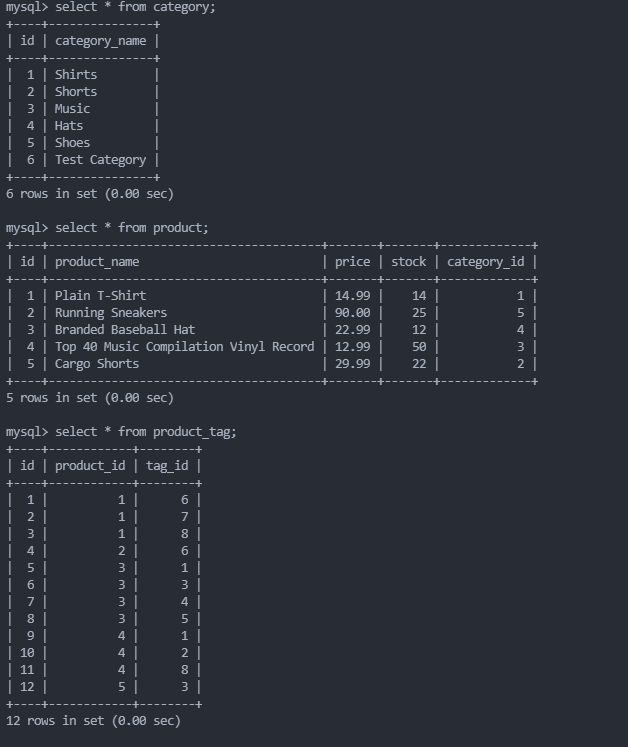 mysql> select * from category;
+----+---------------+
| id | category_name |
+----+---------------+
|  1 | Shirts        |
|  2 | Shorts        |
|  3 | Music         |
|  4 | Hats          |
|  5 | Shoes         |
|  6 | Test Category |
+----+---------------+
6 rows in set (0.00 sec)

mysql> select * from product;
+----+---------------------------------------+-------+-------+-------------+
| id | product_name                          | price | stock | category_id |
+----+---------------------------------------+-------+-------+-------------+
|  1 | Plain T-Shirt                         | 14.99 |    14 |           1 |
|  2 | Running Sneakers                      | 90.00 |    25 |           5 |
|  3 | Branded Baseball Hat                  | 22.99 |    12 |           4 |
|  4 | Top 40 Music Compilation Vinyl Record | 12.99 |    50 |           3 |
|  5 | Cargo Shorts                          | 29.99 |    22 |           2 |
+----+---------------------------------------+-------+-------+-------------+
5 rows in set (0.00 sec)

mysql> select * from product_tag;
+----+------------+--------+
| id | product_id | tag_id |
+----+------------+--------+
|  1 |          1 |      6 |
|  2 |          1 |      7 |
|  3 |          1 |      8 |
|  4 |          2 |      6 |
|  5 |          3 |      1 |
|  6 |          3 |      3 |
|  7 |          3 |      4 |
|  8 |          3 |      5 |
|  9 |          4 |      1 |
| 10 |          4 |      2 |
| 11 |          4 |      8 |
| 12 |          5 |      3 |
+----+------------+--------+
12 rows in set (0.00 sec)